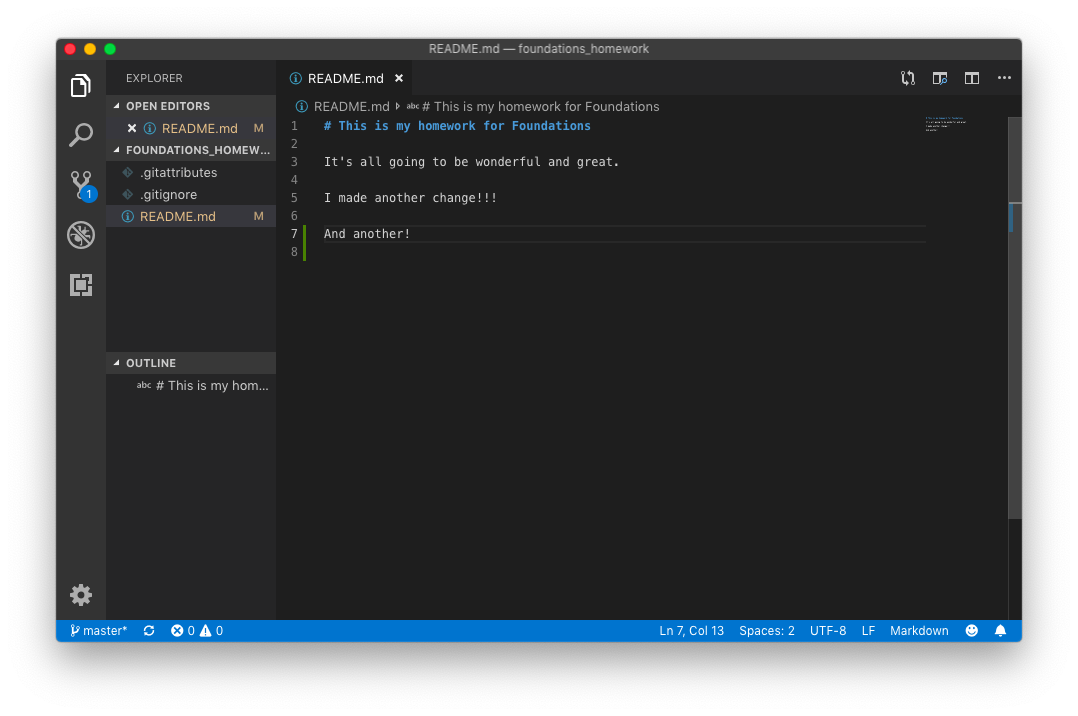 README.md — foundations_homework
EXPLORER
OPEN EDITORS
README.md M
FOUNDATIONS_HOMEW...
.gitattributes
.gitignore
README.md M
1
OUTLINE
abc # This is my hom...
README.md
README.md abc # This is my homework for Foundations
1 # This is my homework for Foundations
2
3 It's all going to be wonderful and great.
4
5 I made another change!!!
6
7 And another!
8
master* 0 0 Ln 7, Col 13 Spaces: 2 UTF-8 LF Markdown